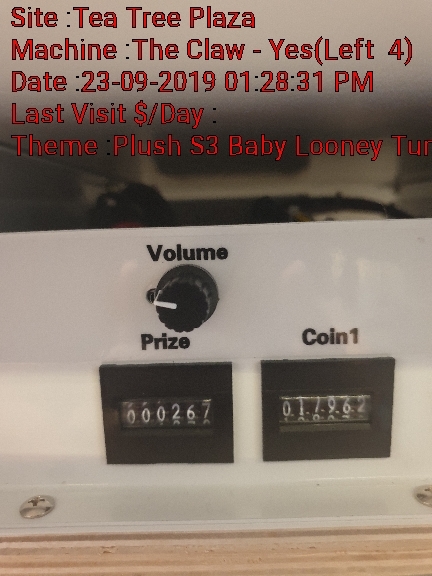 Site :Tea Tree Plaza
Machine :The Claw - Yes(Left  4)
Date :23-09-2019 01:28:31 PM
Last Visit $/Day :
Theme :Plush S3 Baby Looney Tun
Volume
Prize
Coin1
000267
017962